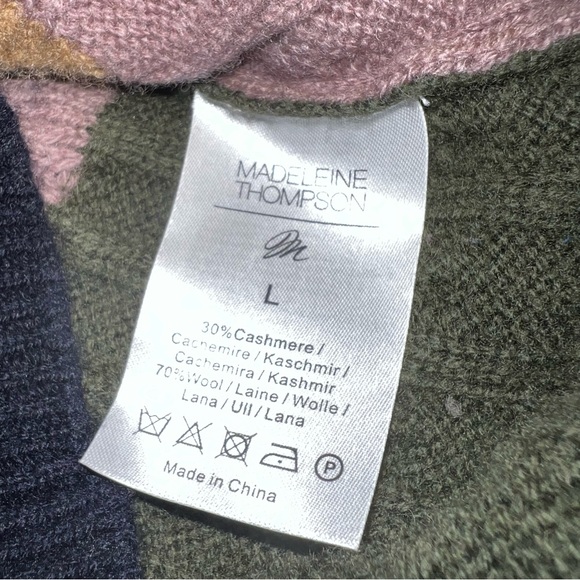 MADELEINE
THOMPSON
m
L
30%Cashmere /
Cachemire / Kaschmir /
Cachemira / Kashmir
70%Wool / Laine / Wolle /
Lana / Ull / Lana
P
Made in China